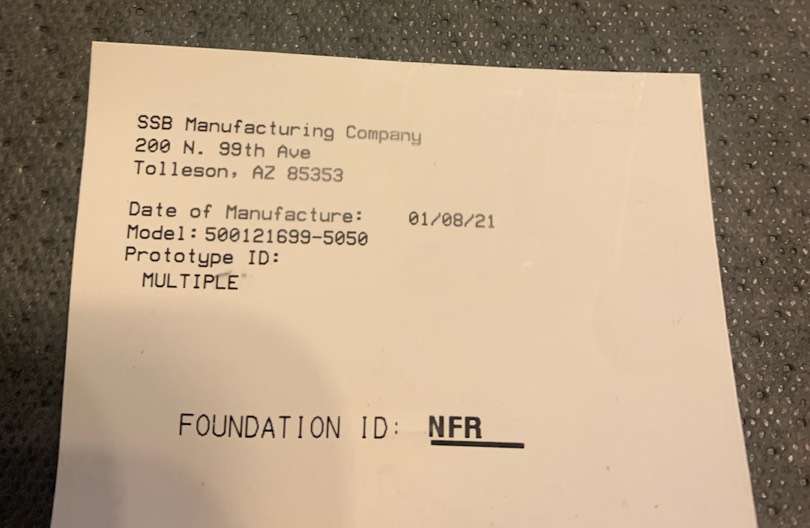 SSB Manufacturing Company
200 N. 99th Ave
Tolleson, AZ 85353
Date of Manufacture: 01/08/21
Model: 500121699-5050
Prototype ID:
MULTIPLE
FOUNDATION ID: NFR